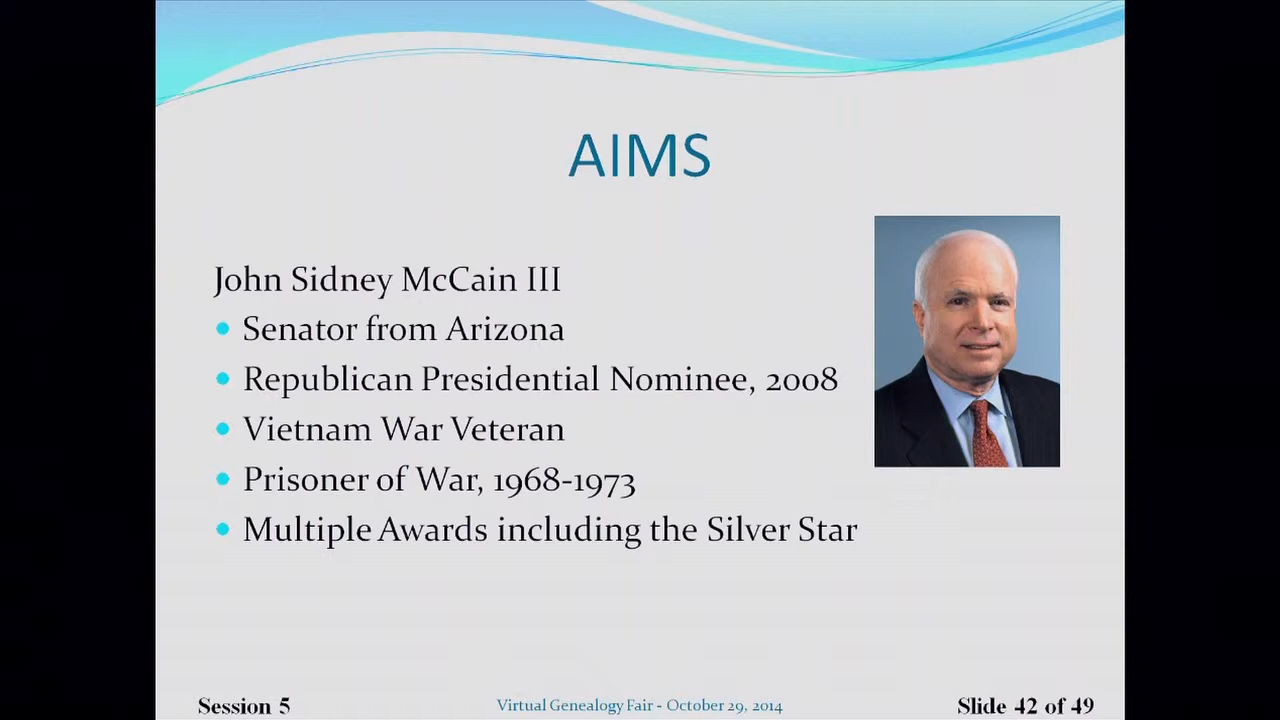 AIMS
John Sidney McCain III
• Senator from Arizona
• Republican Presidential Nominee, 2008
• Vietnam War Veteran
• Prisoner of War, 1968-1973
• Multiple Awards including the Silver Star
Session 5
Virtual Genealogy Fair - October 29, 2014
Slide 42 of 49